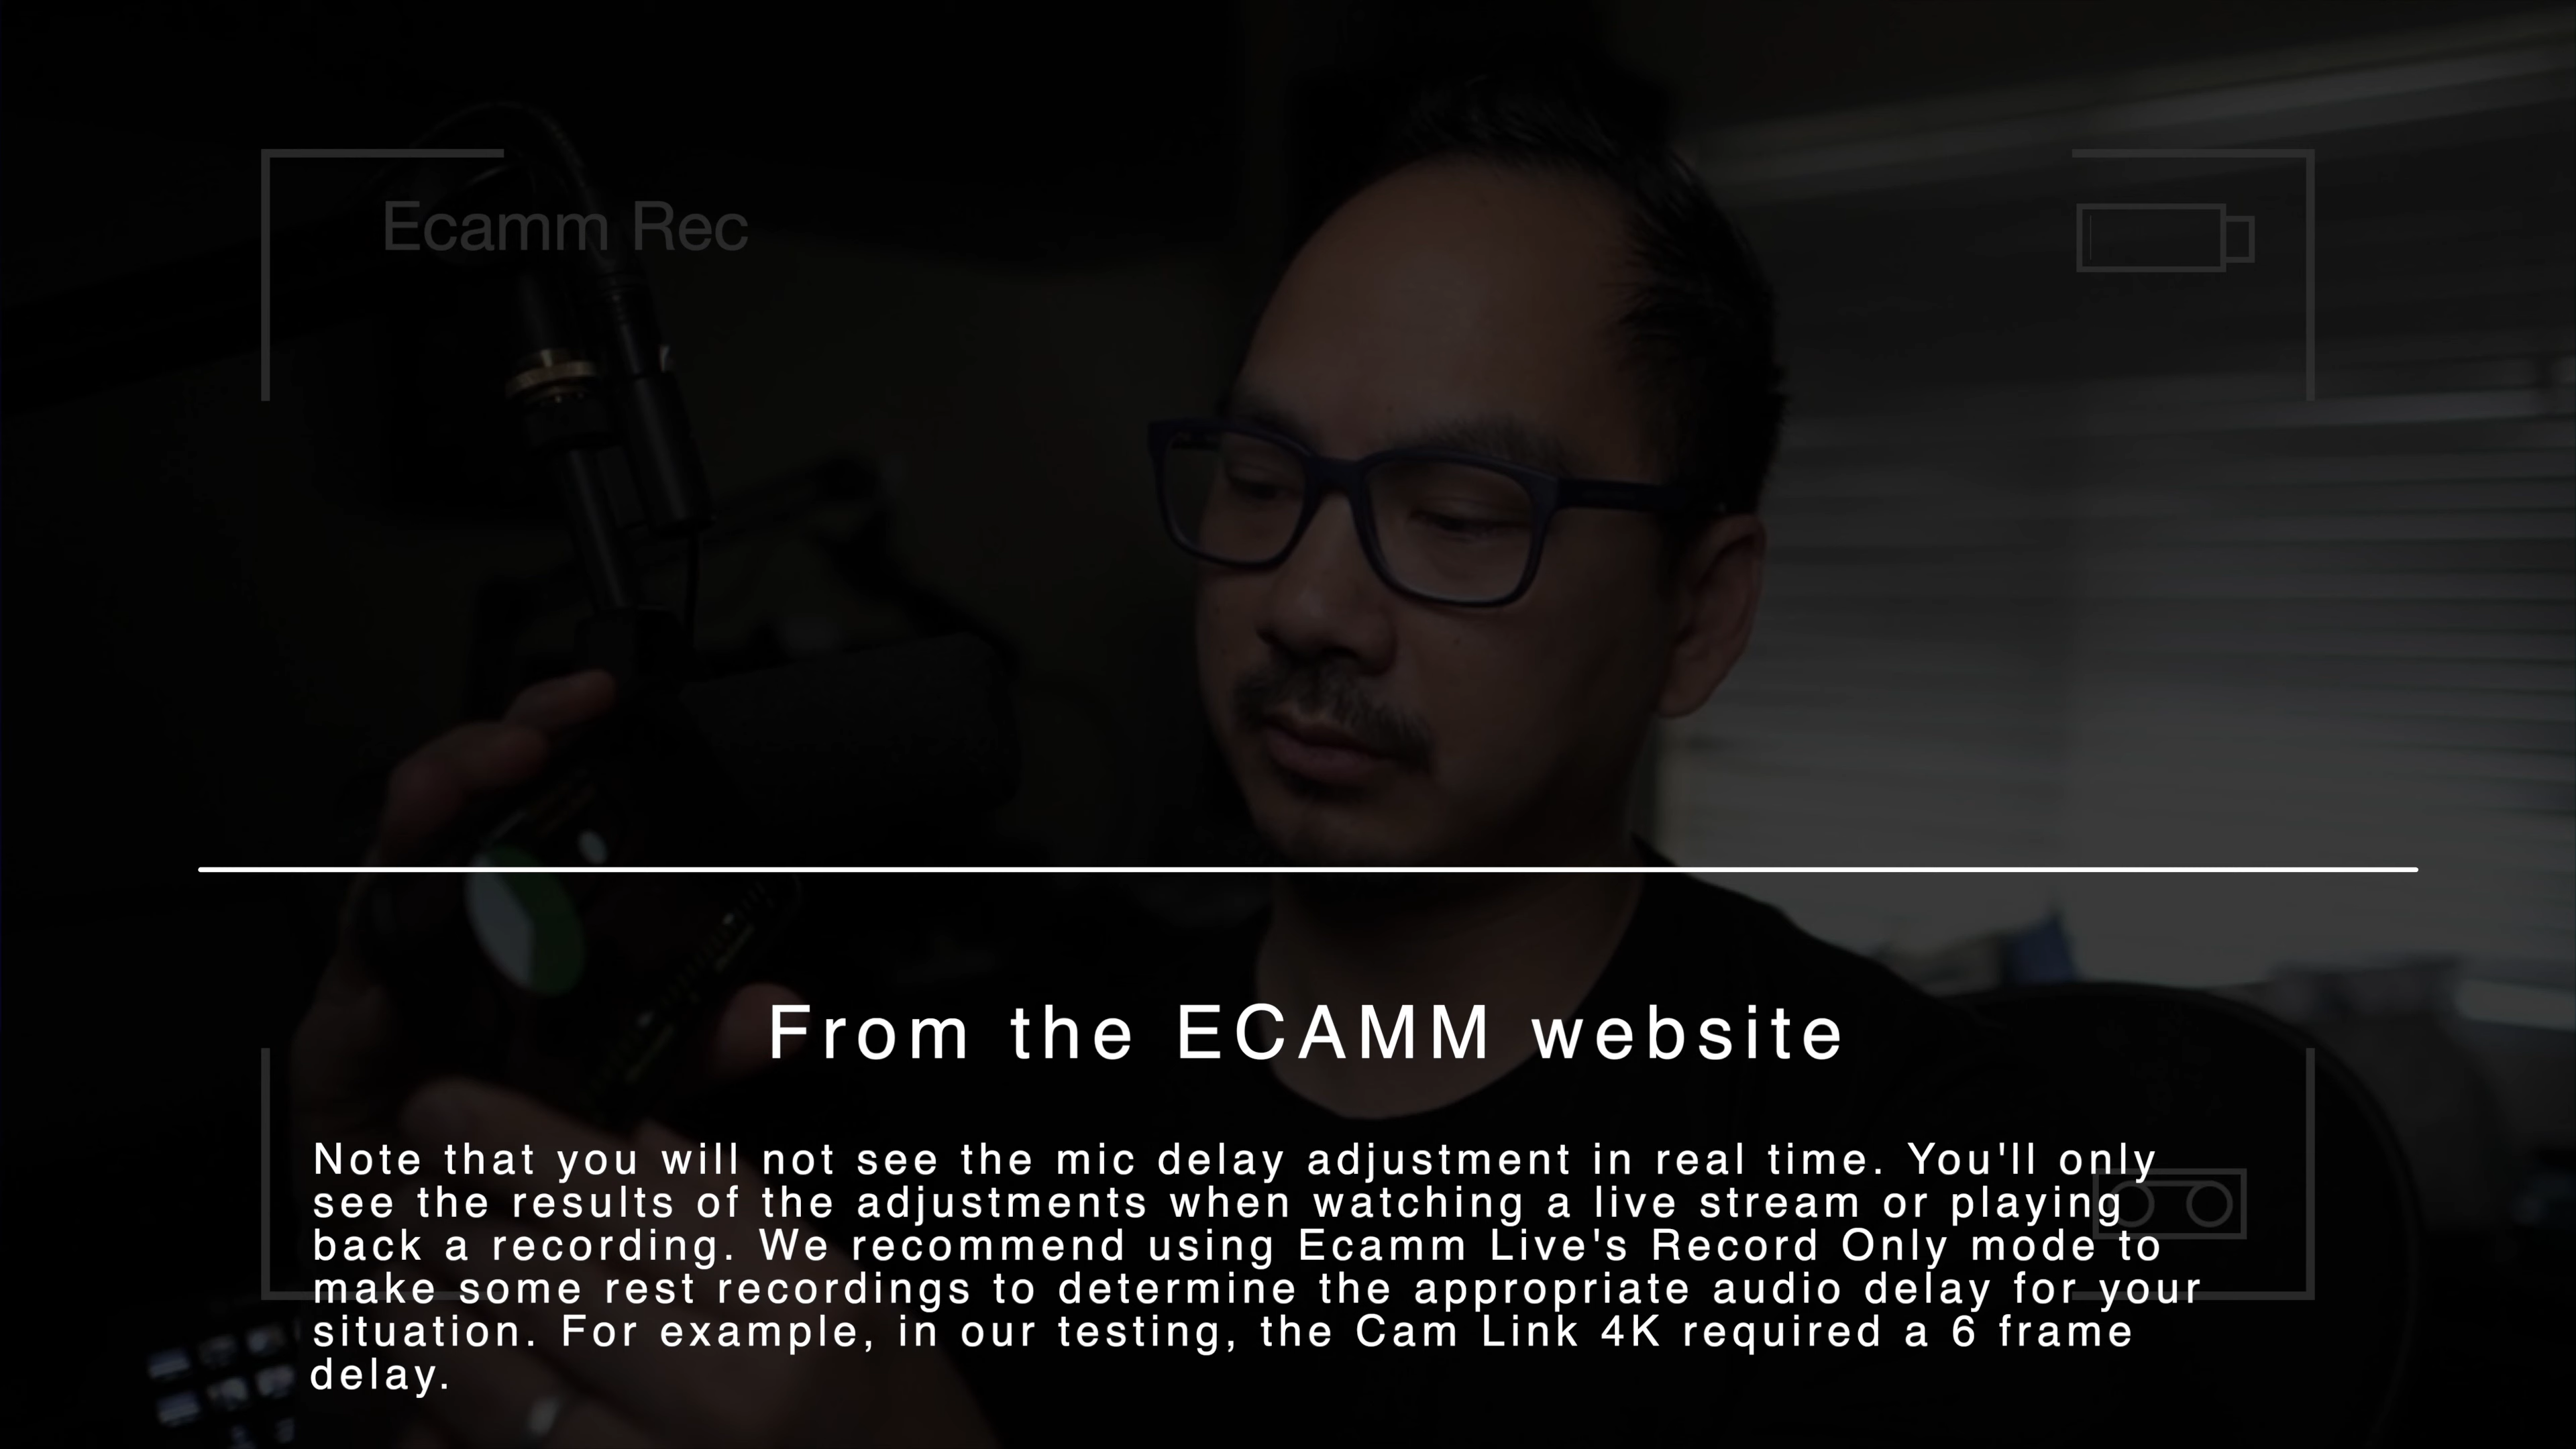 Ecamm Rec
From the ECAMM website
Note that you will not see the mic delay adjustment in real time. You'll only
see the results of the adjustments when watching a live stream or playing
back a recording. We recommend using Ecamm Live's Record Only mode to
make some rest recordings to determine the appropriate audio delay for your
situation. For example, in our testing, the Cam Link 4K required a 6 frame
delay.